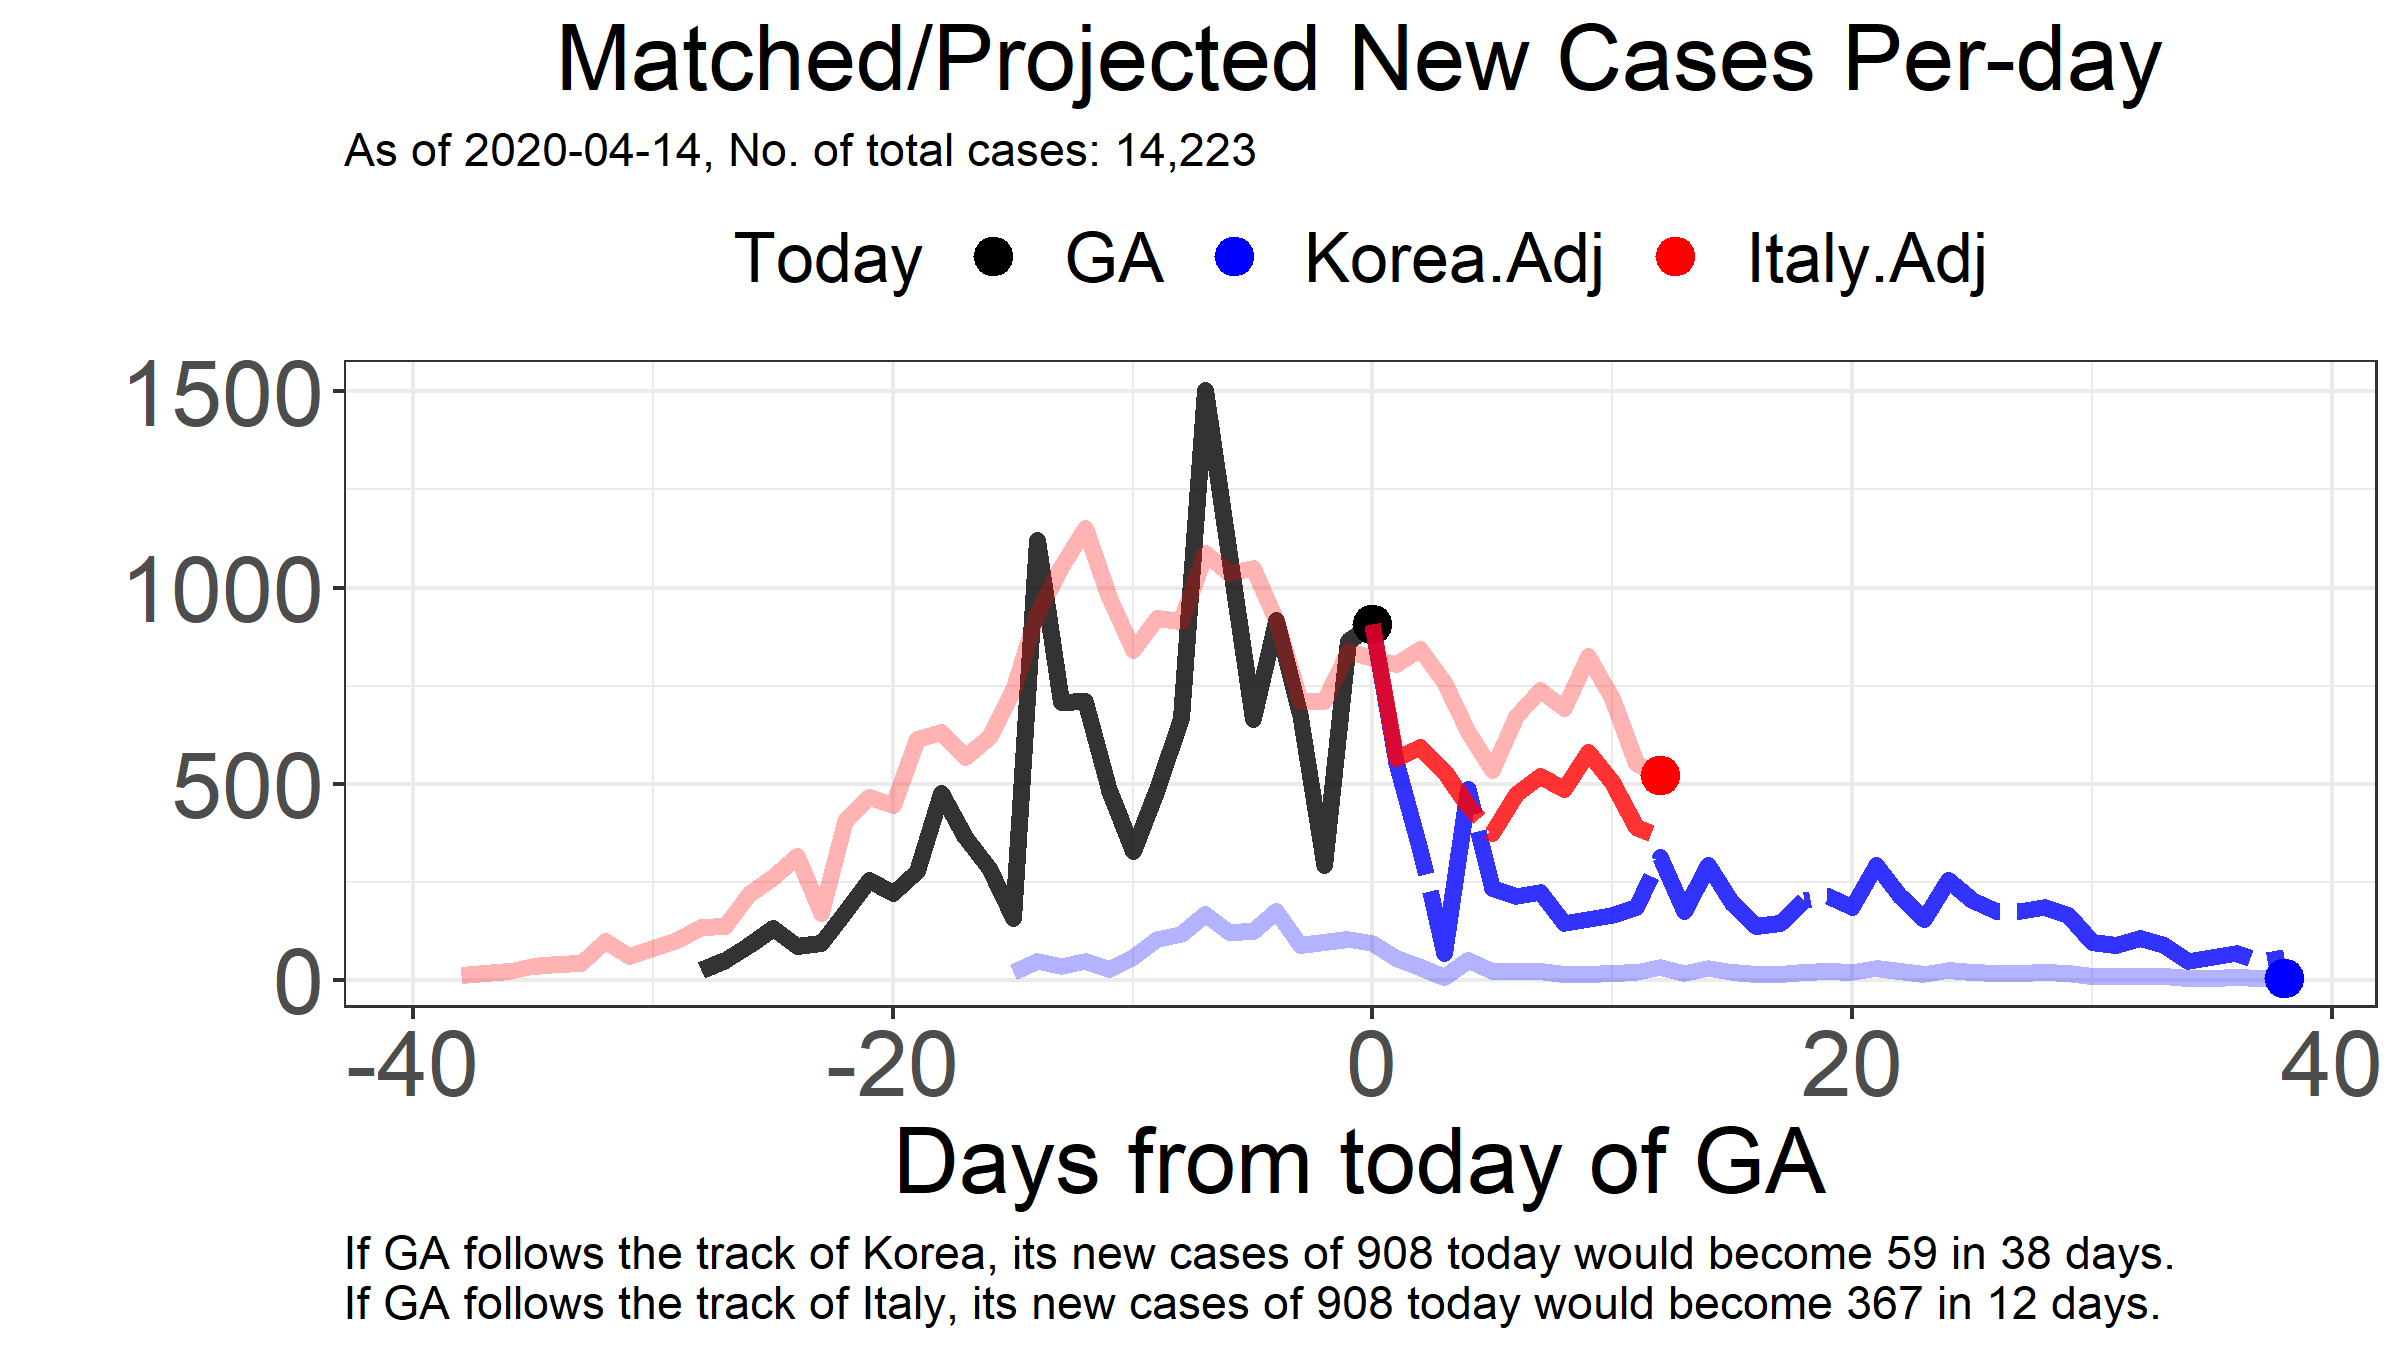 Matched/Projected New Cases Per-day
As of 2020-04-14, No. of total cases: 14,223
Today GA Korea.Adj Italy.Adj
1500
1000
500
0
-40 -20 0 20 40
Days from today of GA
If GA follows the track of Korea, its new cases of 908 today would become 59 in 38 days.
If GA follows the track of Italy, its new cases of 908 today would become 367 in 12 days.